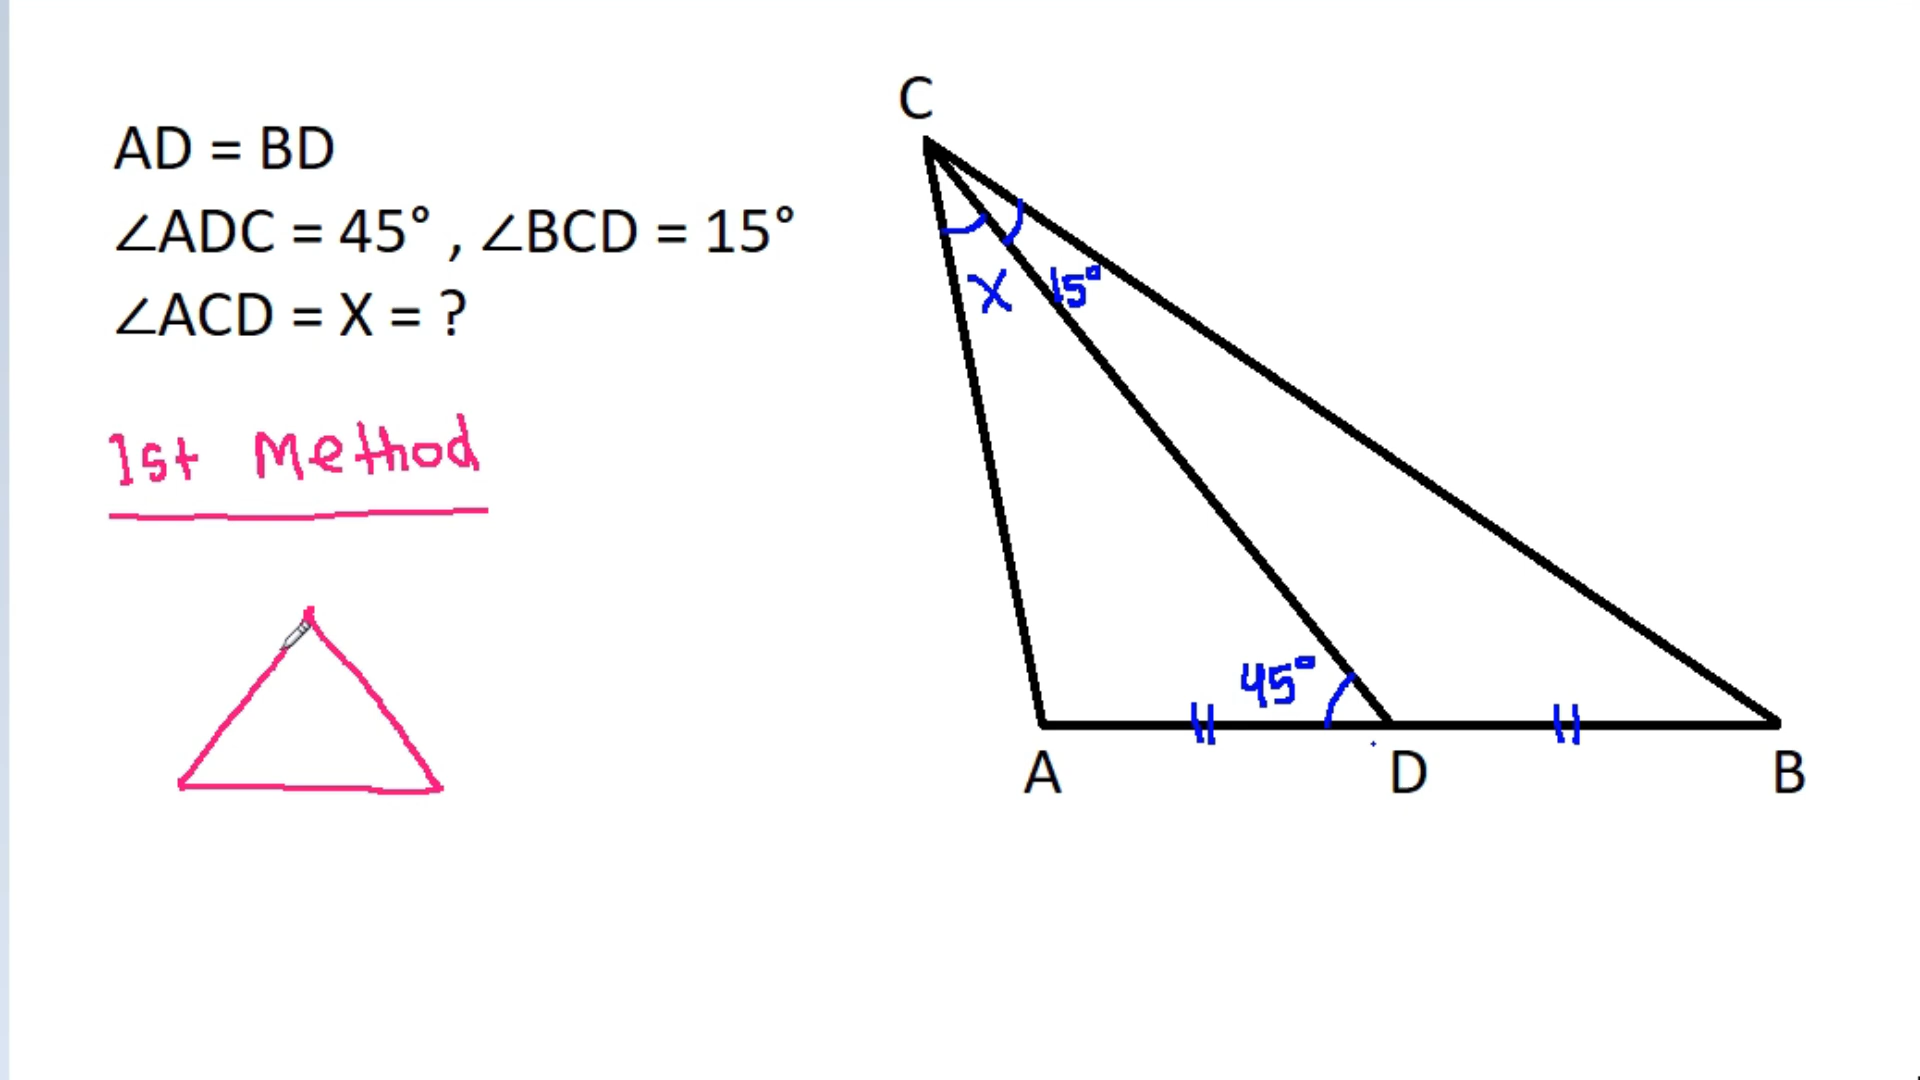 C
AD = BD
∠ADC = 45° , ∠BCD = 15°
∠ACD = X = ?
X 15°
1st Method
45°
A D B